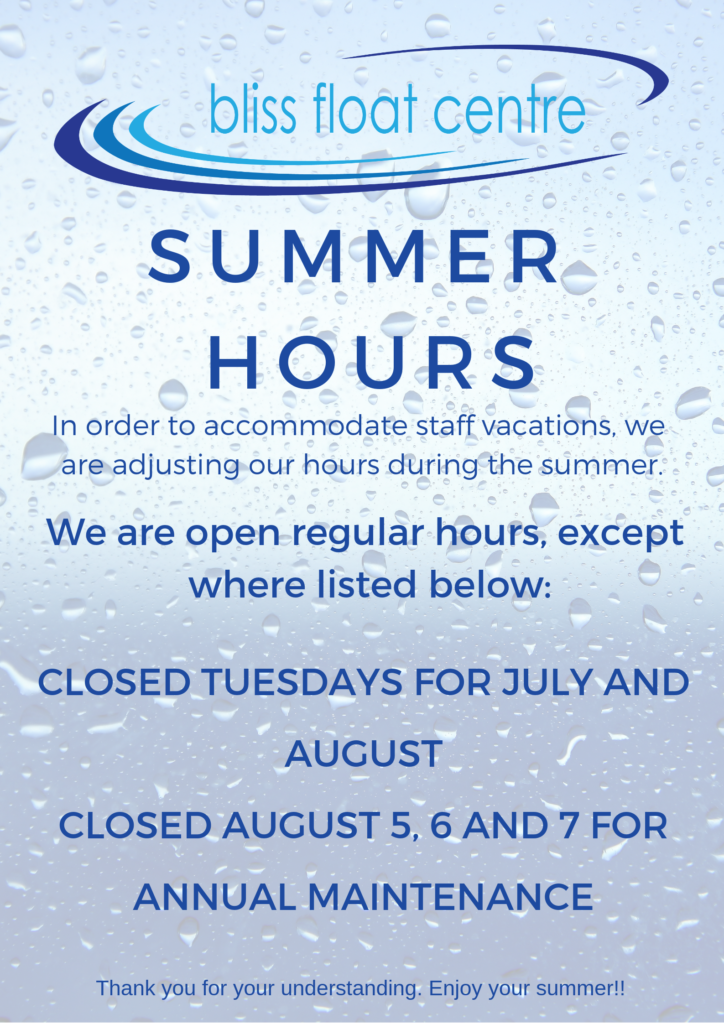 bliss float centre
SUMMER
HOURS
In order to accommodate staff vacations, we
are adjusting our hours during the summer.
We are open regular hours, except
where listed below:
CLOSED TUESDAYS FOR JULY AND
AUGUST
CLOSED AUGUST 5, 6 AND 7 FOR
ANNUAL MAINTENANCE
Thank you for your understanding. Enjoy your summer!!